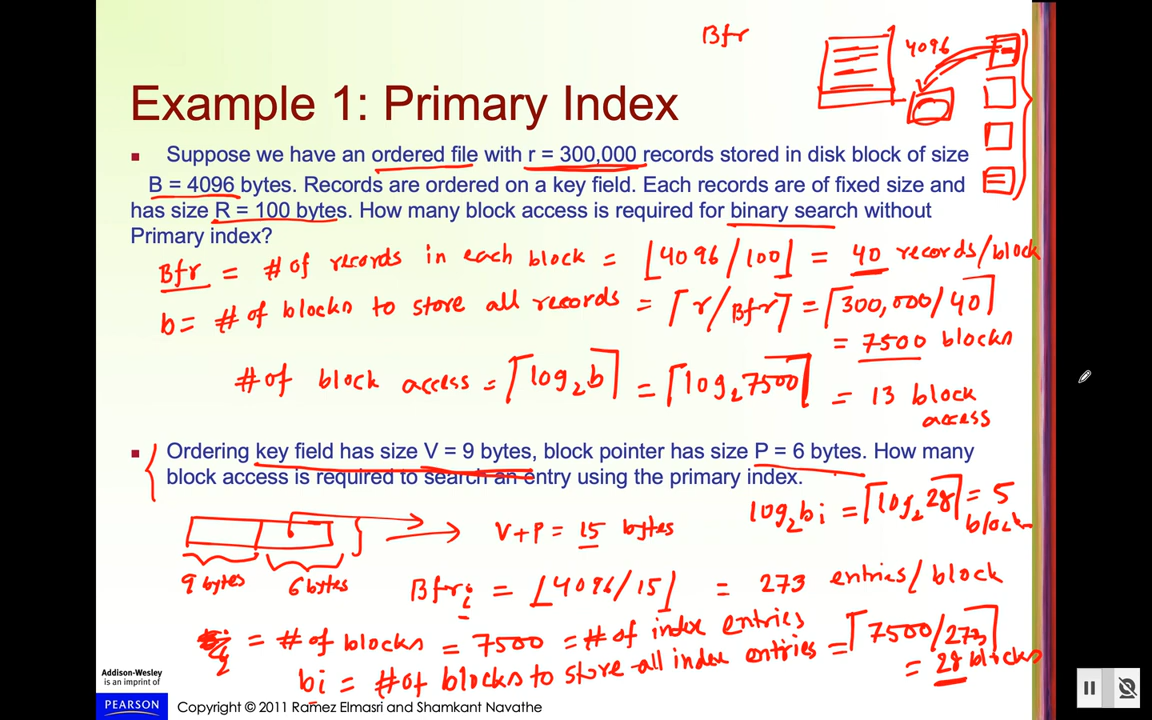 Bfr
4096
Example 1: Primary Index
Suppose we have an ordered file with r = 300,000 records stored in disk block of size
B = 4096 bytes. Records are ordered on a key field. Each records are of fixed size and
has size R = 100 bytes. How many block access is required for binary search without
Primary index?
Bfr = # of records in each block = ⌊4096/100⌋ = 40 records/block
b = # of blocks to store all records = ⌈r/Bfr⌉ = ⌈300,000/40⌉
= 7500 blocks
# of block access = ⌈log₂b⌉ = ⌈log₂7500⌉ = 13 block
access
Ordering key field has size V = 9 bytes, block pointer has size P = 6 bytes. How many
block access is required to search an entry using the primary index.
log₂bi = ⌈log₂28⌉ = 5
block
V+P = 15 bytes
9 bytes 6 bytes
Bfri = ⌊4096/15⌋ = 273 entries/block
= # of blocks = 7500 = # of index entries
bi = # of blocks to store all index entries = ⌈7500/273⌉
= 28 blocks
Addison-Wesley
is an imprint of
PEARSON
Copyright © 2011 Ramez Elmasri and Shamkant Navathe